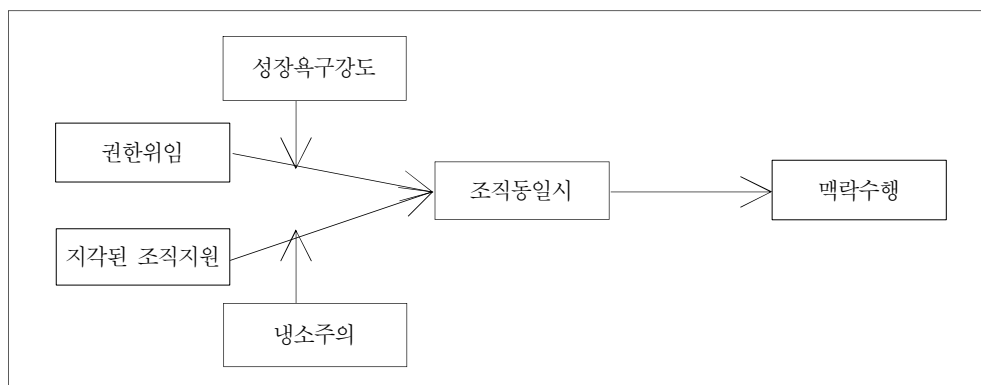 성장욕구강도
권한위임
조직동일시
맥락수행
지각된 조직지원
냉소주의